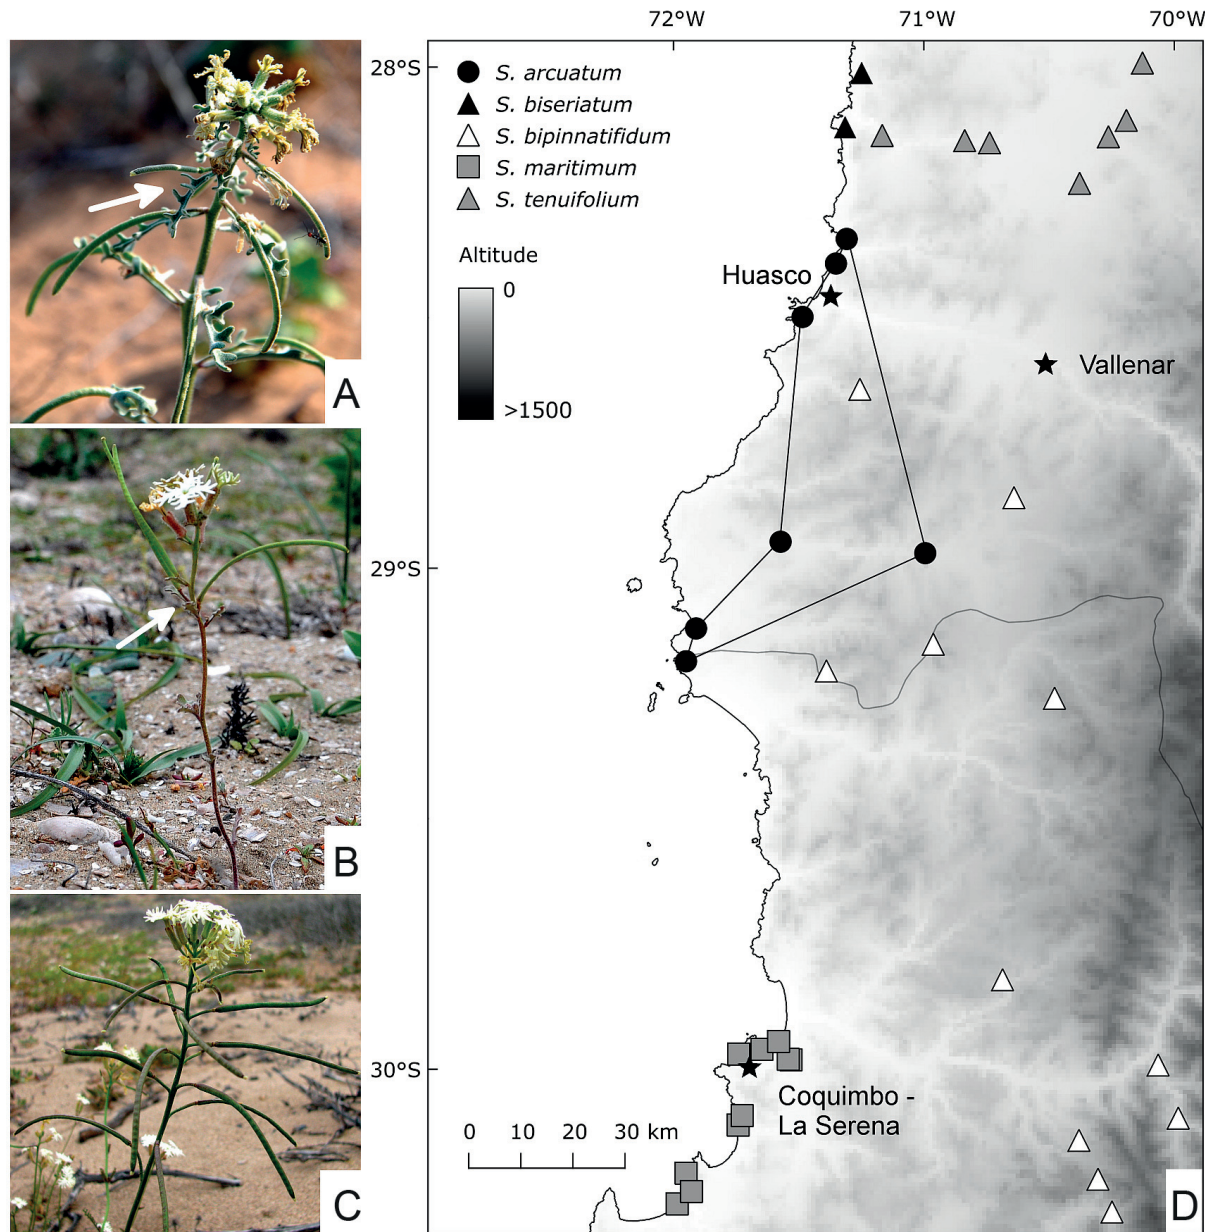 72°W 71°W 70°W
28°S
S. arcuatum
S. biseriatum
S. bipinnatifidum
S. maritimum
S. tenuifolium
Altitude
0
>1500
Huasco
Vallenar
A
29°S
B
30°S
Coquimbo -
La Serena
0 10 20 30 km
C
D